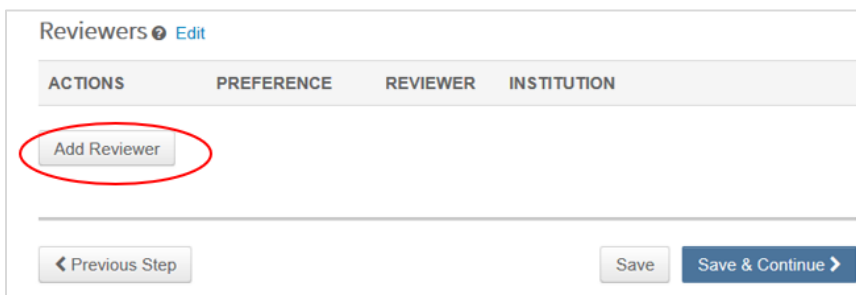 Reviewers ? Edit
ACTIONS PREFERENCE REVIEWER INSTITUTION
Add Reviewer
Previous Step Save Save & Continue